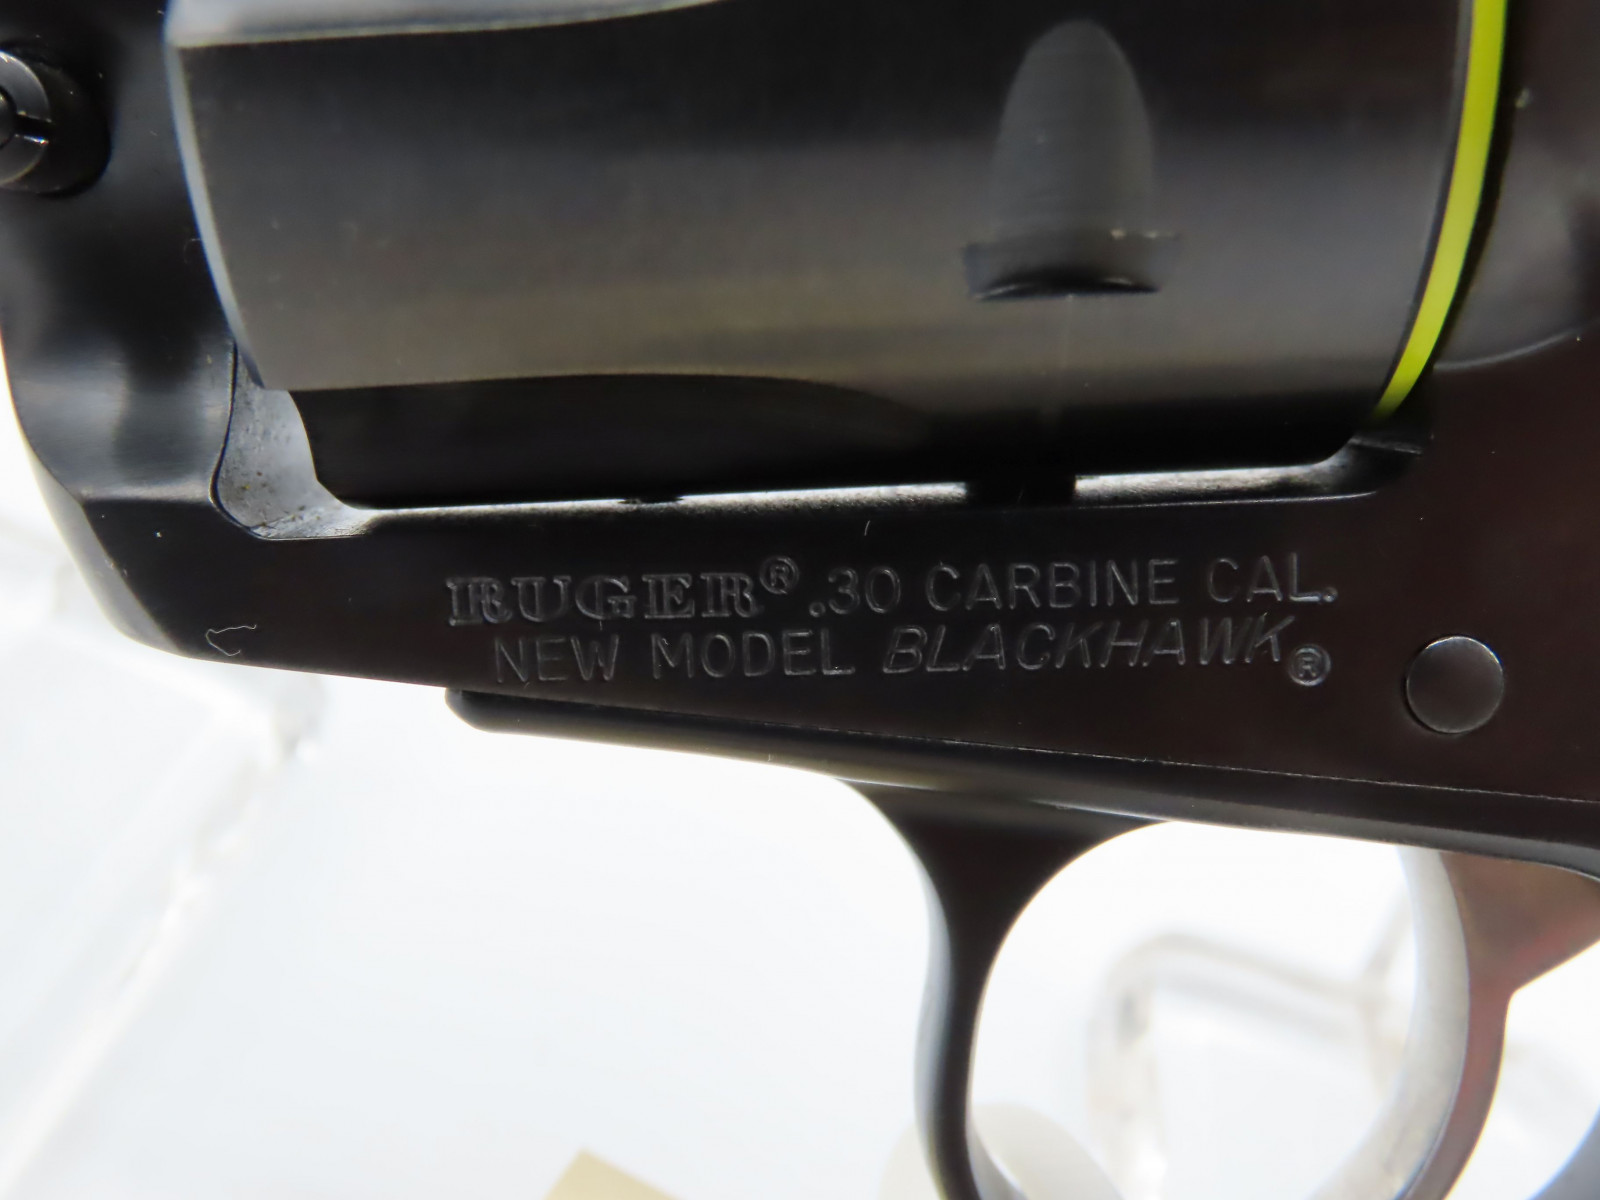 RUGER® .30 CARBINE CAL.
NEW MODEL BLACKHAWK®